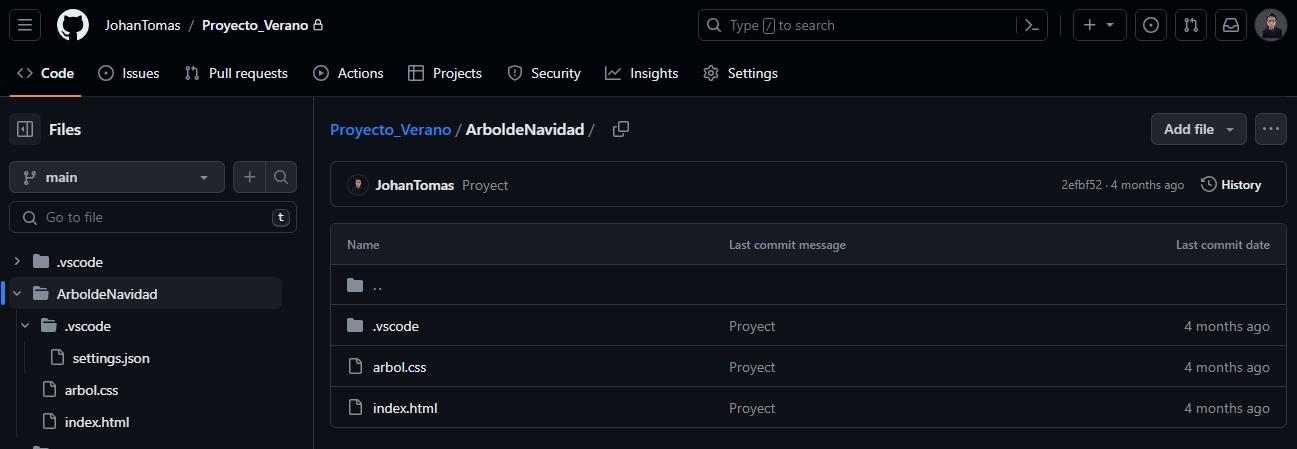 JohanTomas / Proyecto_Verano
Type / to search
Code Issues Pull requests Actions Projects Security Insights Settings
Files
main
Go to file t
.vscode
ArboldeNavidad
.vscode
settings.json
arbol.css
index.html
Proyecto_Verano / ArboldeNavidad /
Add file
JohanTomas Proyect
2efbf52 · 4 months ago History
Name Last commit message Last commit date
..
.vscode Proyect 4 months ago
arbol.css Proyect 4 months ago
index.html Proyect 4 months ago